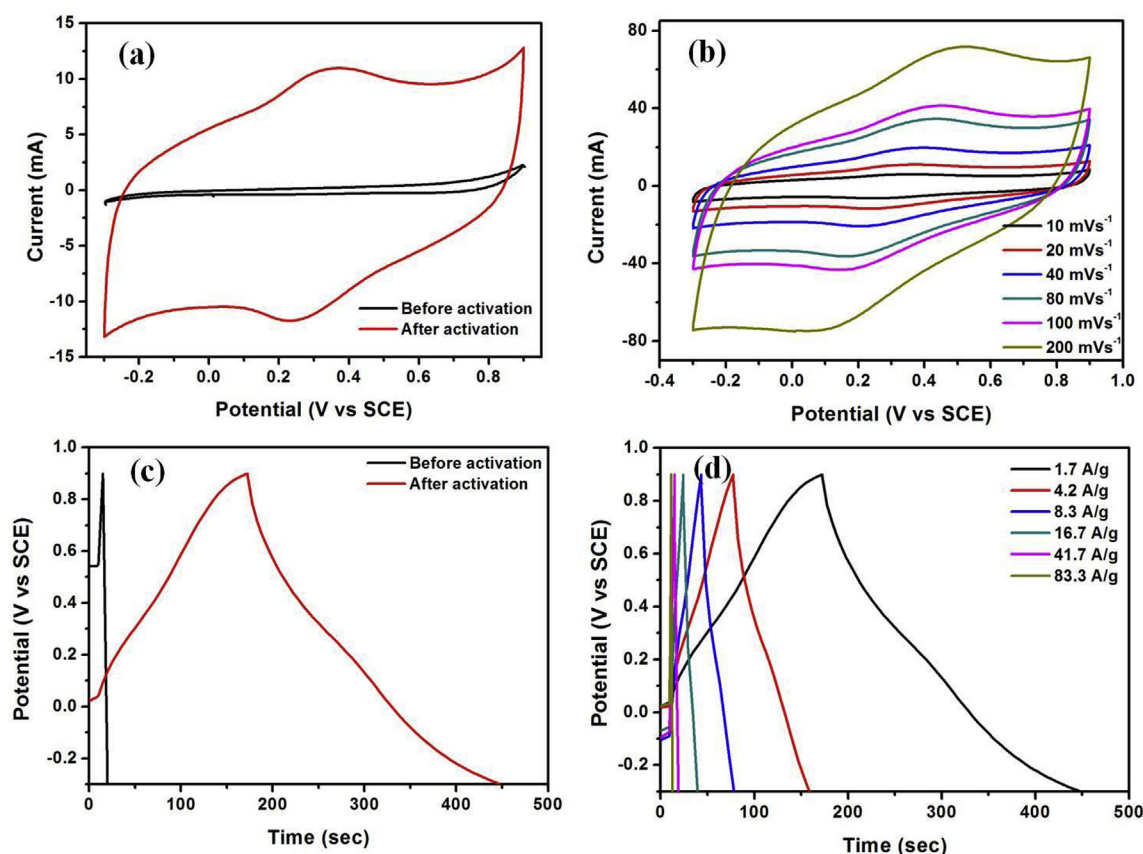 (a)
15
10
5
0
-5
-10
-15
Current (mA)
-0.2 0.0 0.2 0.4 0.6 0.8
Potential (V vs SCE)
Before activation
After activation
(b)
80
40
0
-40
-80
Current (mA)
-0.4 -0.2 0.0 0.2 0.4 0.6 0.8 1.0
Potential (V vs SCE)
10 mVs⁻¹
20 mVs⁻¹
40 mVs⁻¹
80 mVs⁻¹
100 mVs⁻¹
200 mVs⁻¹
(c)
1.0
0.8
0.6
0.4
0.2
0.0
-0.2
Potential (V vs SCE)
0 100 200 300 400 500
Time (sec)
Before activation
After activation
(d)
1.0
0.8
0.6
0.4
0.2
0.0
-0.2
Potential (V vs SCE)
0 100 200 300 400 500
Time (sec)
1.7 A/g
4.2 A/g
8.3 A/g
16.7 A/g
41.7 A/g
83.3 A/g